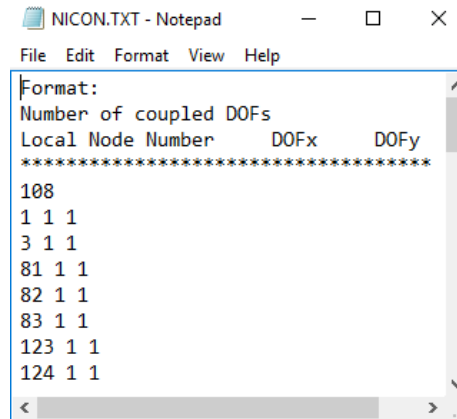 NICON.TXT - Notepad
File Edit Format View Help
Format:
Number of coupled DOFs
Local Node Number DOFx DOFy
************************************
108
1 1 1
3 1 1
81 1 1
82 1 1
83 1 1
123 1 1
124 1 1